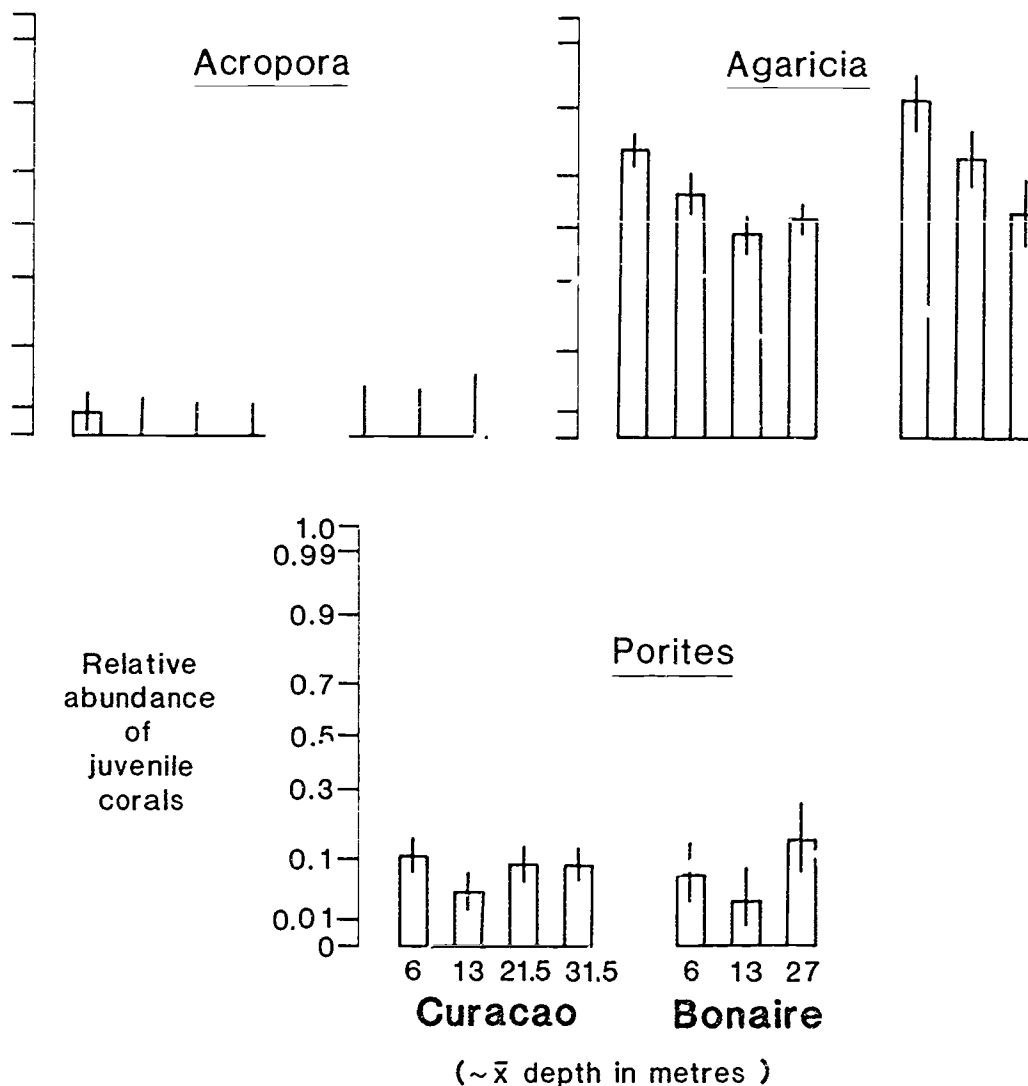 Acropora
Agaricia
Porites
Relative
abundance
of
juvenile
corals
1.0
0.99
0.9
0.7
0.5
0.3
0.1
0.01
0
6 13 21.5 31.5 6 13 27
Curacao Bonaire
(~ x̄ depth in metres )